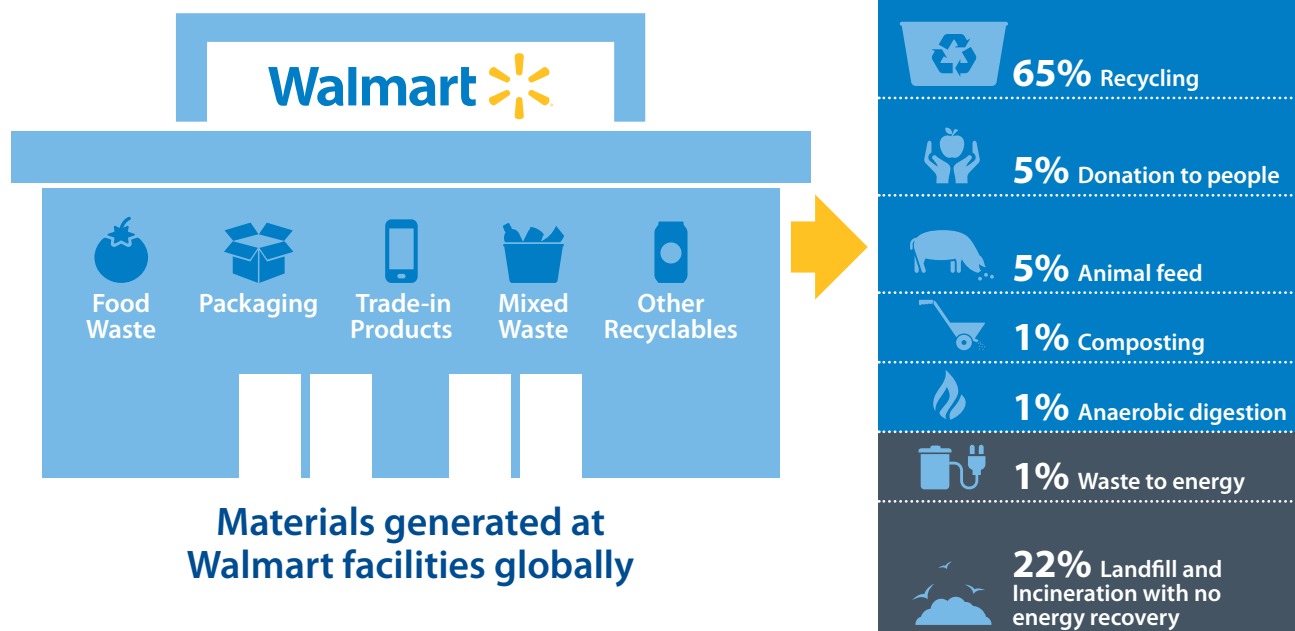 Walmart
Food
Waste
Packaging
Trade-in
Products
Mixed
Waste
Other
Recyclables
Materials generated at
Walmart facilities globally
65% Recycling
5% Donation to people
5% Animal feed
1% Composting
1% Anaerobic digestion
1% Waste to energy
22% Landfill and
Incineration with no
energy recovery